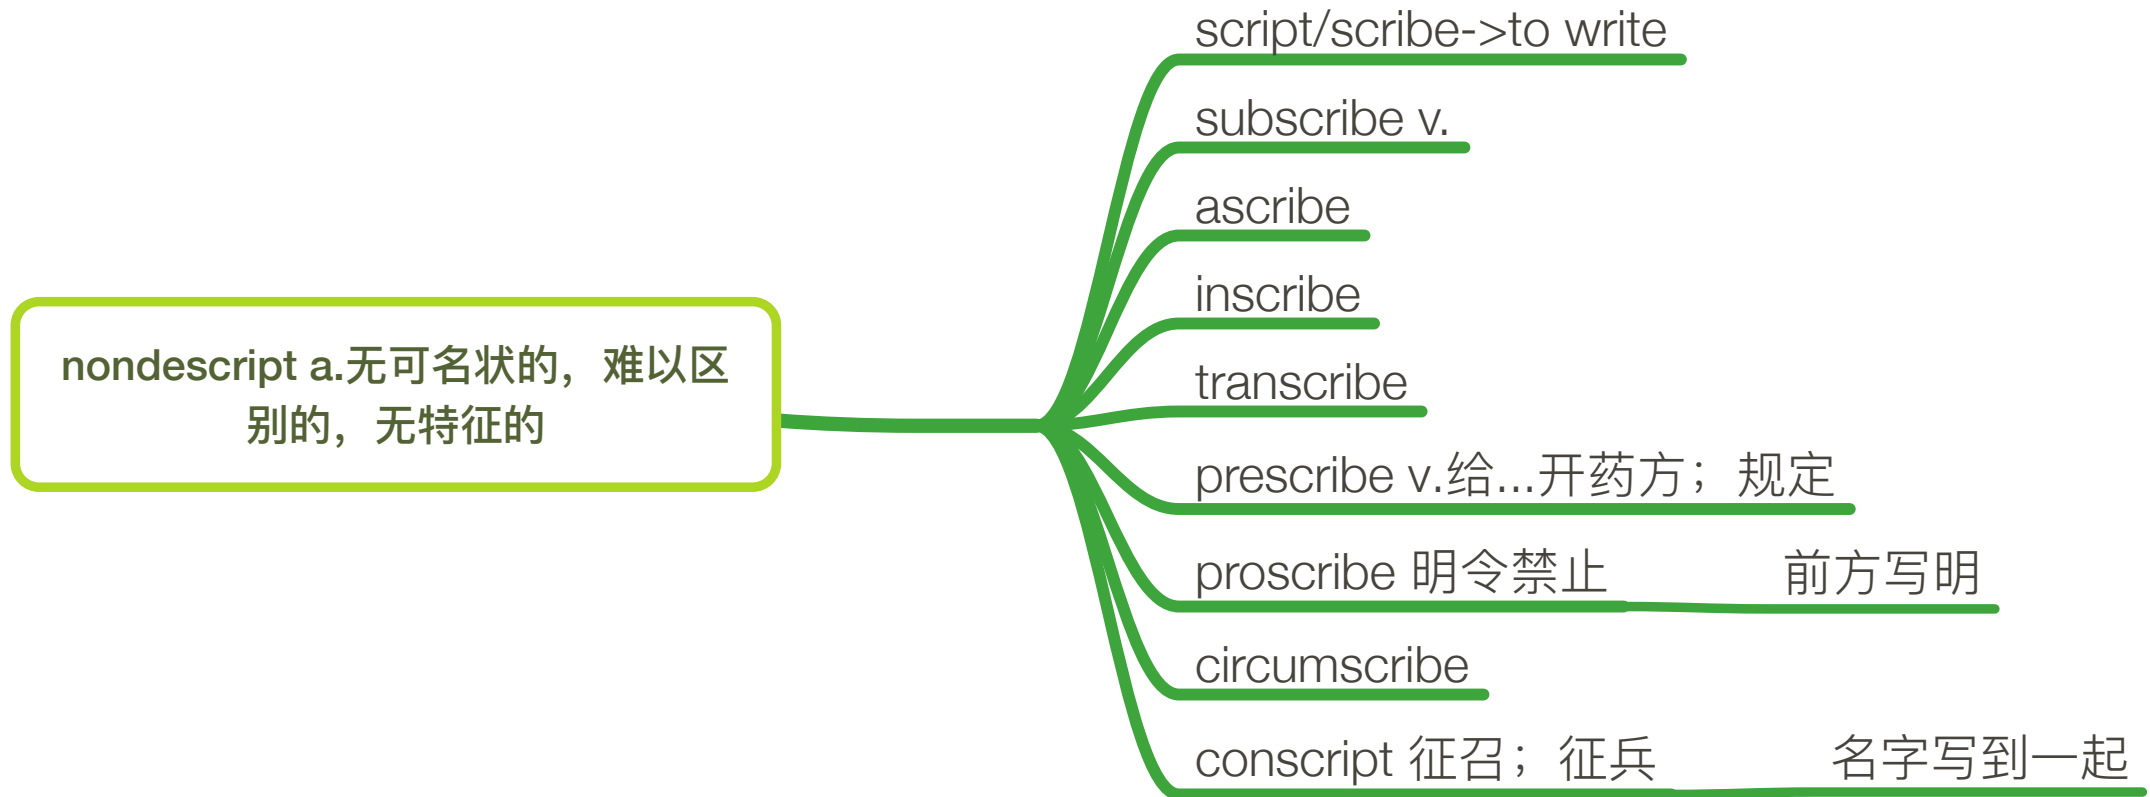 nondescript a.无可名状的，难以区
别的，无特征的
script/scribe->to write
subscribe v.
ascribe
inscribe
transcribe
prescribe v.给...开药方；规定
proscribe 明令禁止
前方写明
circumscribe
conscript 征召；征兵
名字写到一起